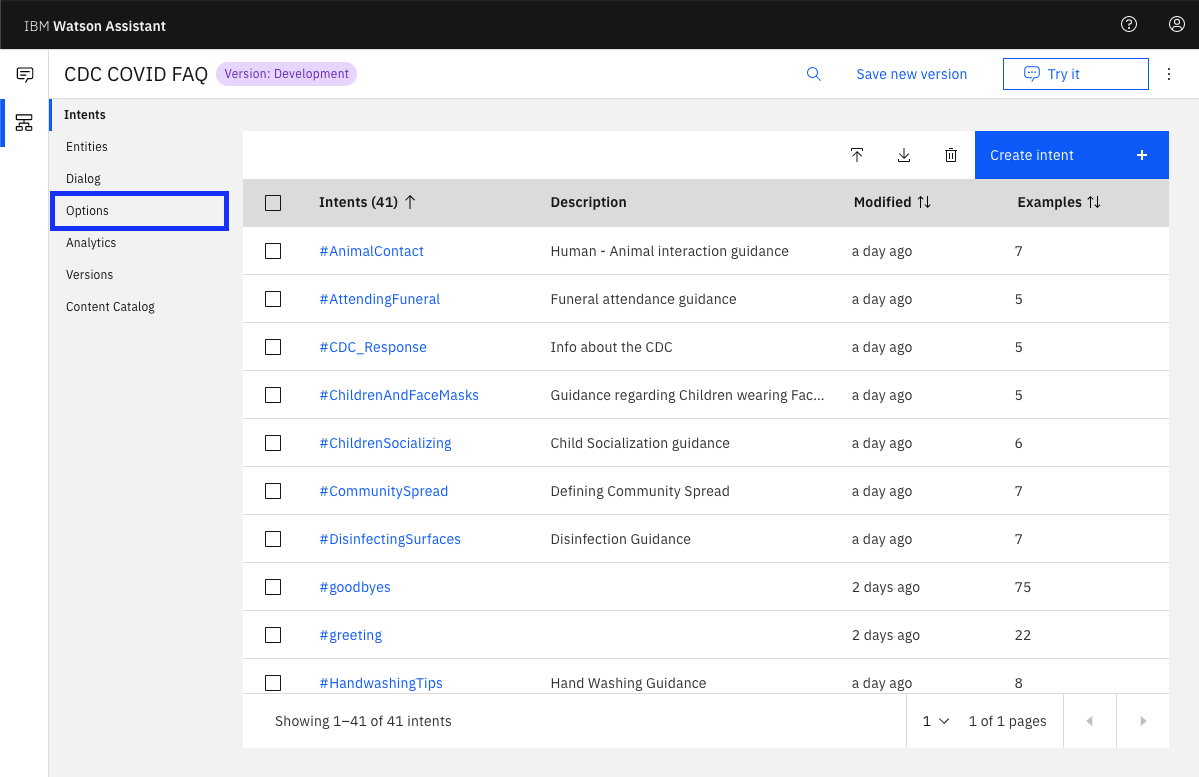 IBM Watson Assistant
CDC COVID FAQ Version: Development Save new version Try it
Intents
Entities
Dialog
Options
Analytics
Versions
Content Catalog
Create intent +
Intents (41) Description Modified Examples
#AnimalContact Human - Animal interaction guidance a day ago 7
#AttendingFuneral Funeral attendance guidance a day ago 5
#CDC_Response Info about the CDC a day ago 5
#ChildrenAndFaceMasks Guidance regarding Children wearing Fac... a day ago 5
#ChildrenSocializing Child Socialization guidance a day ago 6
#CommunitySpread Defining Community Spread a day ago 7
#DisinfectingSurfaces Disinfection Guidance a day ago 7
#goodbyes 2 days ago 75
#greeting 2 days ago 22
#HandwashingTips Hand Washing Guidance a day ago 8
Showing 1–41 of 41 intents 1 1 of 1 pages